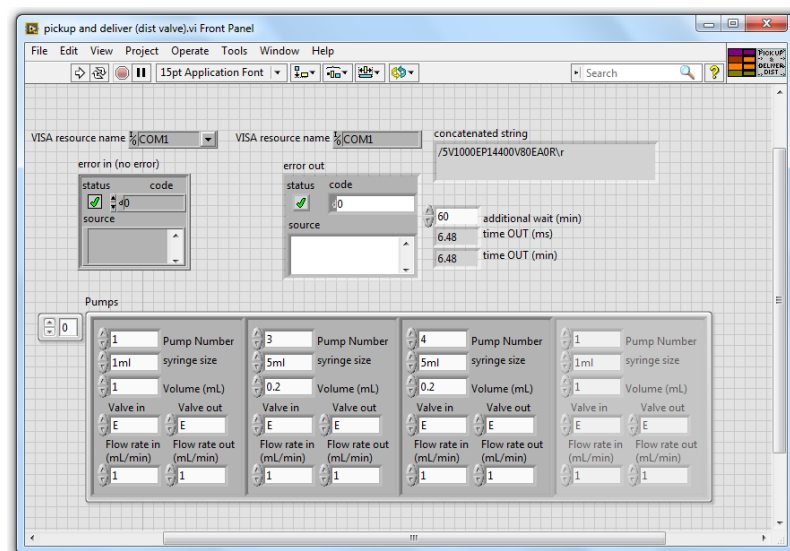 pickup and deliver (dist valve).vi Front Panel
File Edit View Project Operate Tools Window Help
15pt Application Font
Search
PICK UP
->
&
->
DELIVER
DIST
VISA resource name COM1
VISA resource name COM1
concatenated string
/5V1000EP14400V80EA0R\r
error in (no error)
status code
0
source
error out
status code
0
source
60 additional wait (min)
6.48 time OUT (ms)
6.48 time OUT (min)
Pumps
0
1 Pump Number 3 Pump Number 4 Pump Number 1 Pump Number
1ml syringe size 5ml syringe size 5ml syringe size 1ml syringe size
1 Volume (mL) 0.2 Volume (mL) 0.2 Volume (mL) 1 Volume (mL)
Valve in Valve out Valve in Valve out Valve in Valve out Valve in Valve out
E E E E E E E E
Flow rate in Flow rate out Flow rate in Flow rate out Flow rate in Flow rate out Flow rate in Flow rate out
(mL/min) (mL/min) (mL/min) (mL/min) (mL/min) (mL/min) (mL/min) (mL/min)
1 1 1 1 1 1 1 1